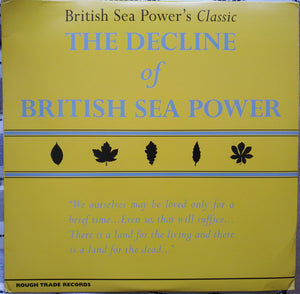 British Sea Power's Classic
THE DECLINE
of
BRITISH SEA POWER
"We ourselves may be loved only for a
brief time... Even so, that will suffice...
There is a land for the living and there
is a land for the dead..."
ROUGH TRADE RECORDS